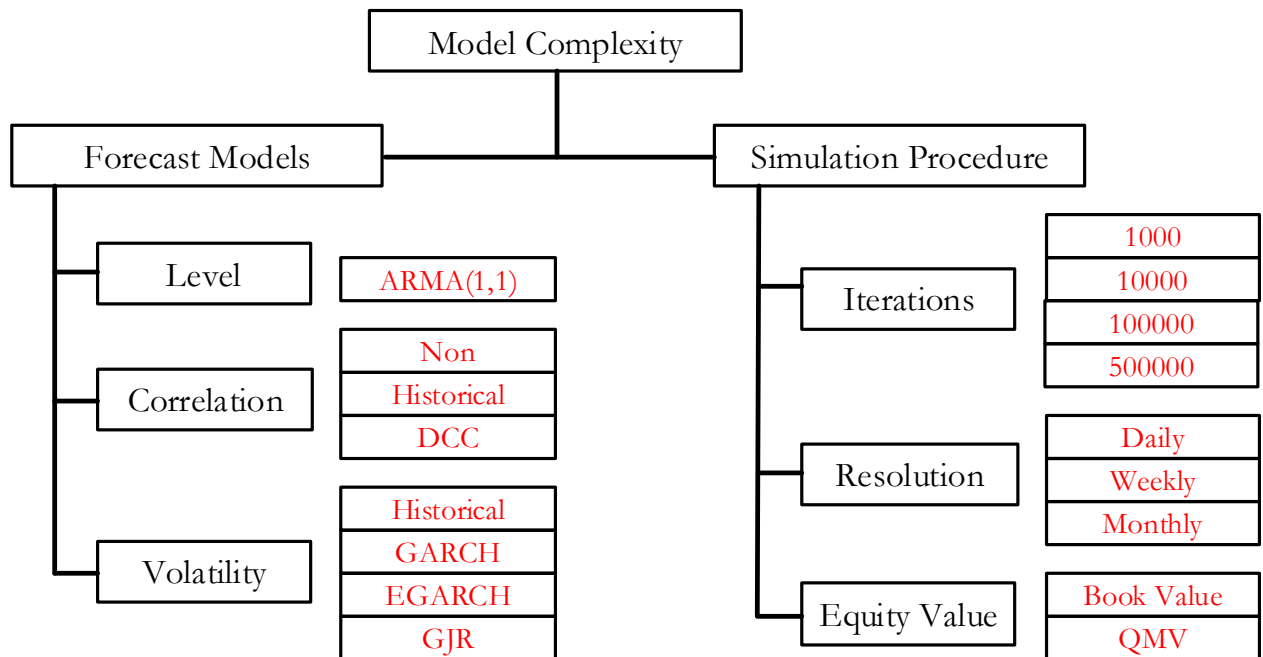 Model Complexity
Forecast Models
Simulation Procedure
Level
ARMA(1,1)
Correlation
Non
Historical
DCC
Volatility
Historical
GARCH
EGARCH
GJR
Iterations
1000
10000
100000
500000
Resolution
Daily
Weekly
Monthly
Equity Value
Book Value
QMV